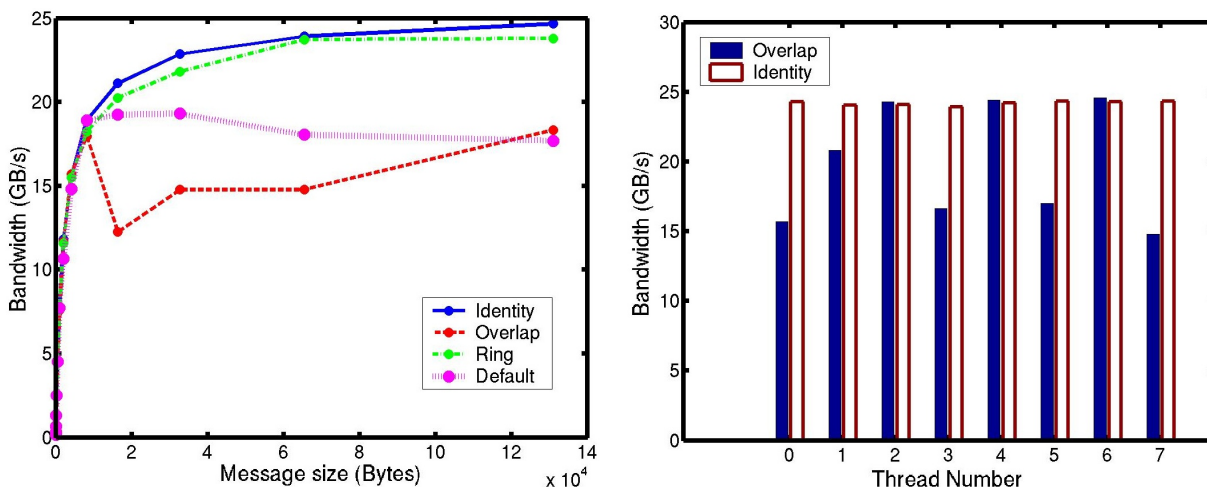 25
20
15
10
5
0
Bandwidth (GB/s)
Identity
Overlap
Ring
Default
0 2 4 6 8 10 12 14
Message size (Bytes)
x 10^4
30
25
20
15
10
5
0
Bandwidth (GB/s)
Overlap
Identity
0 1 2 3 4 5 6 7
Thread Number